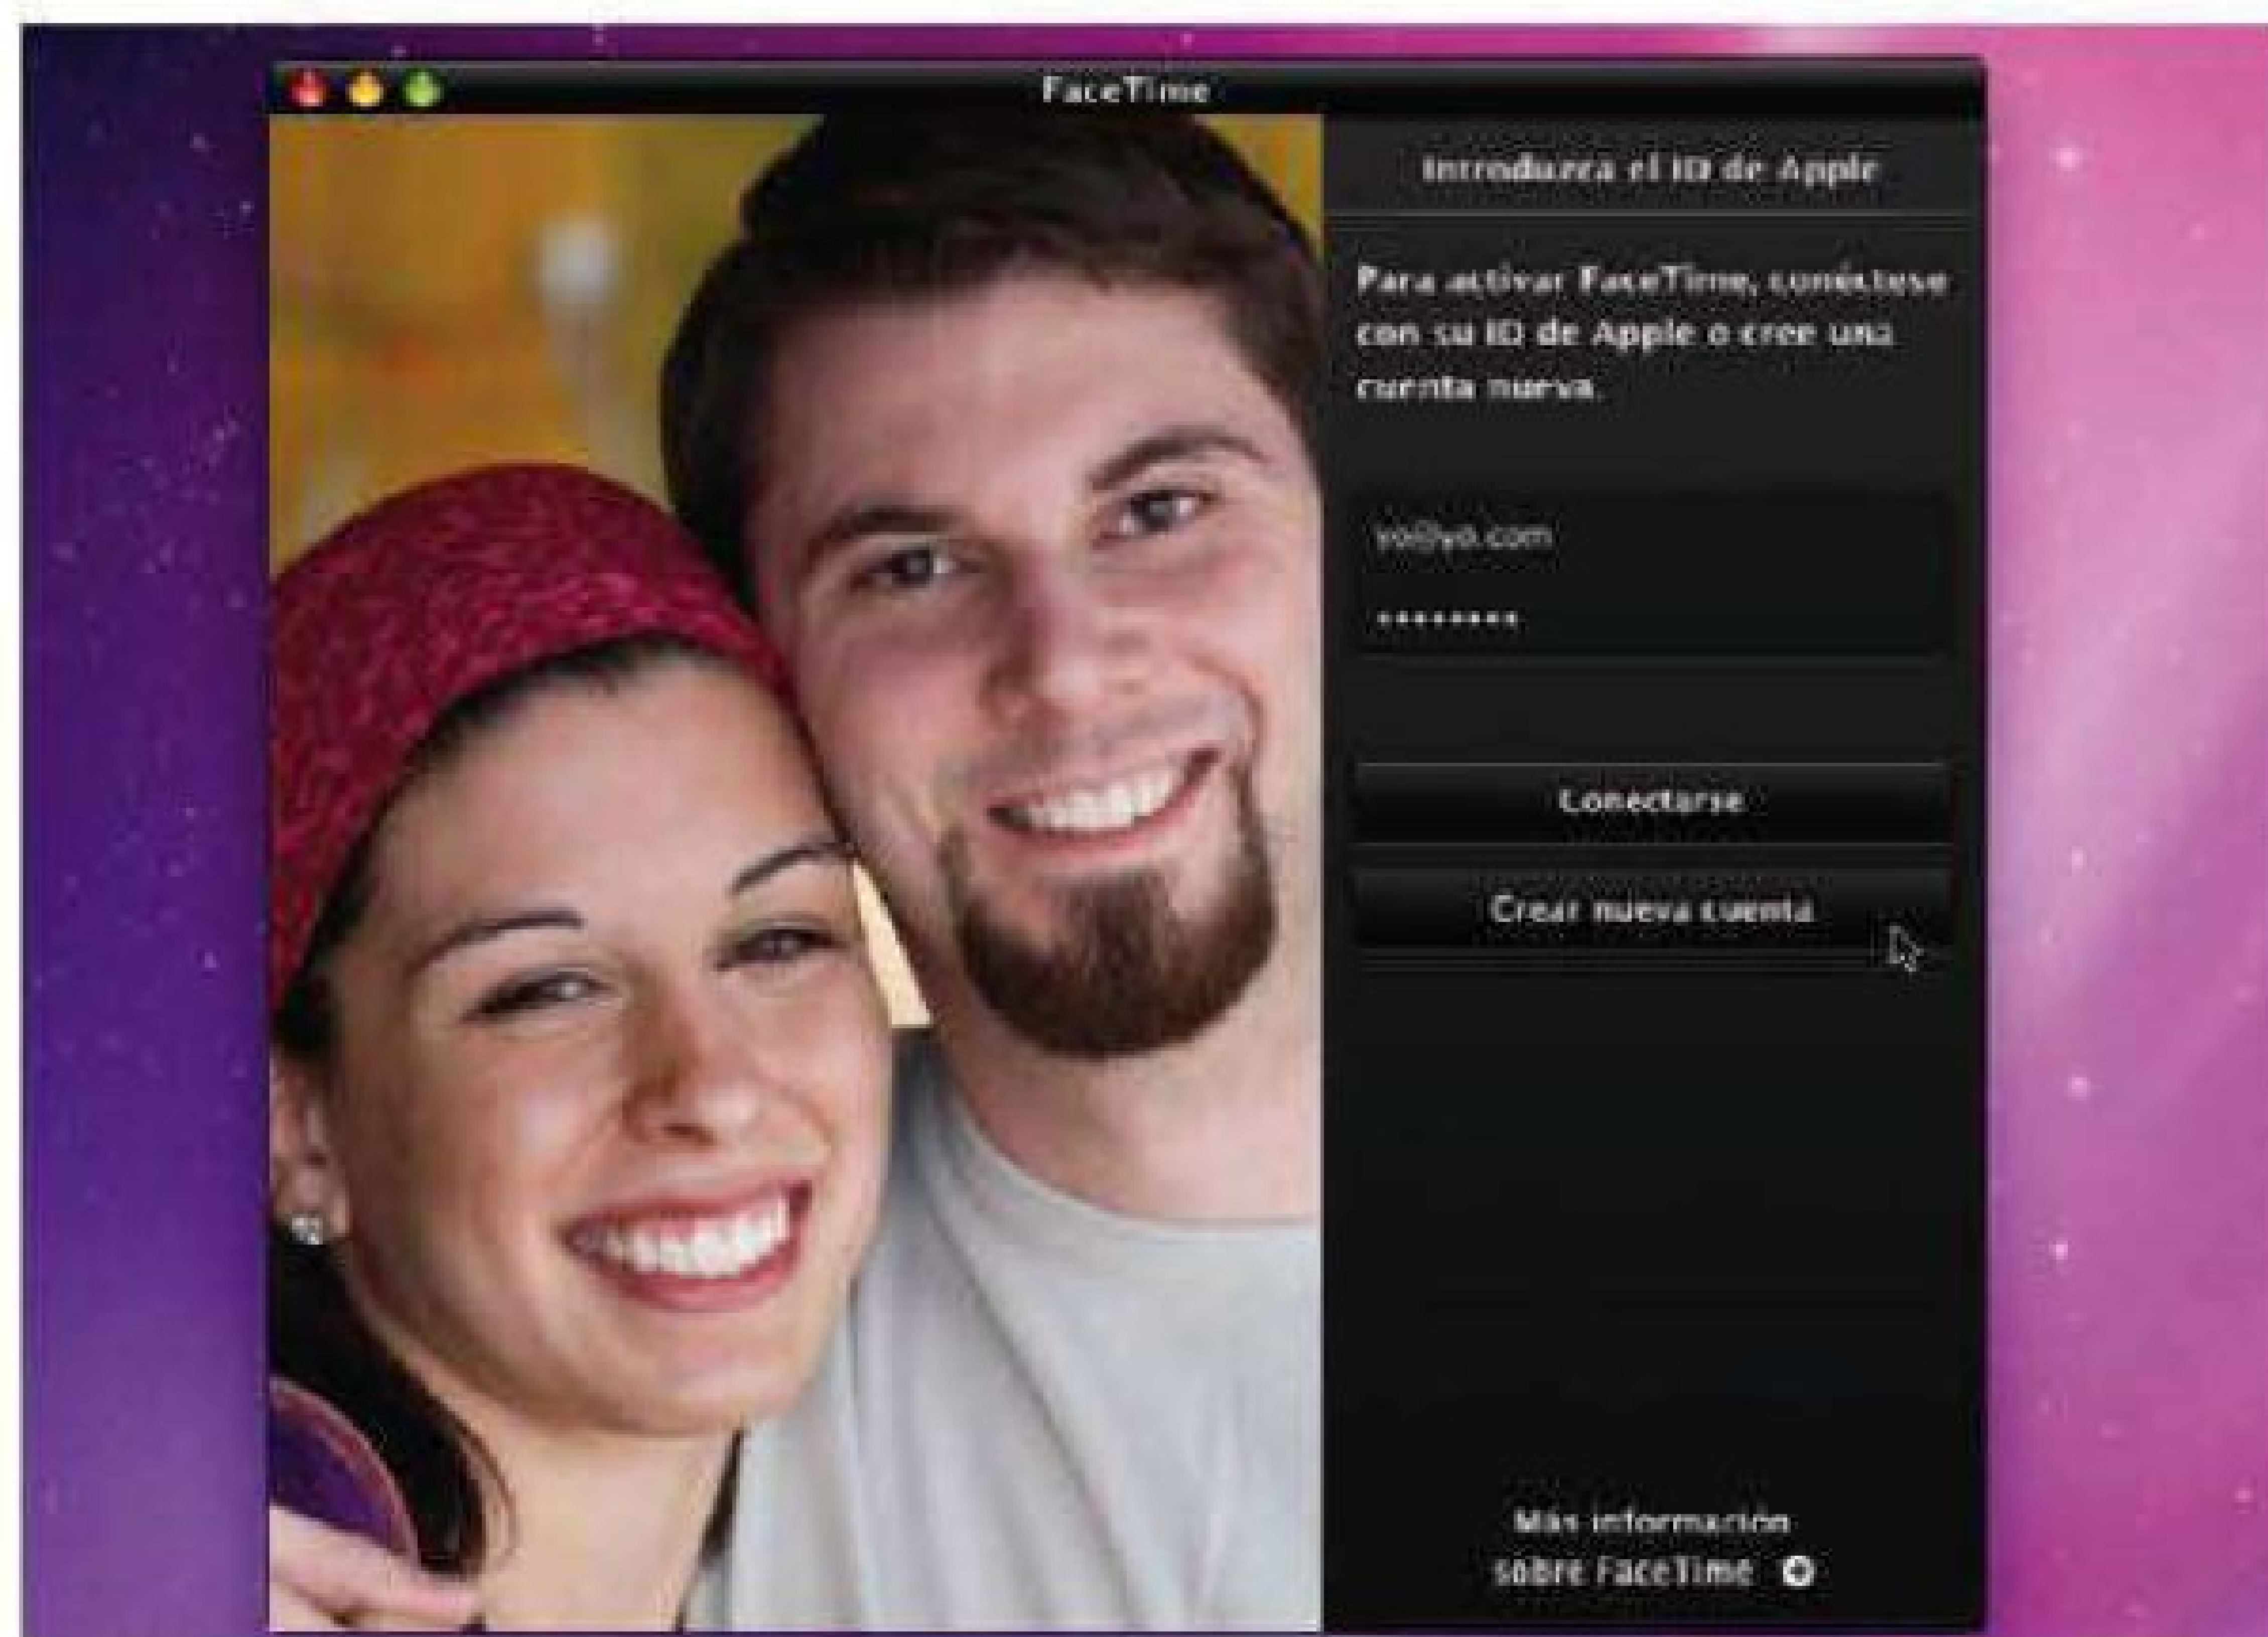 FaceTime
Introduzca el ID de Apple
Para activar FaceTime, conéctese
con su ID de Apple o cree una
cuenta nueva.
yo@yo.com
••••••••
Conectarse
Crear nueva cuenta
Más información
sobre FaceTime